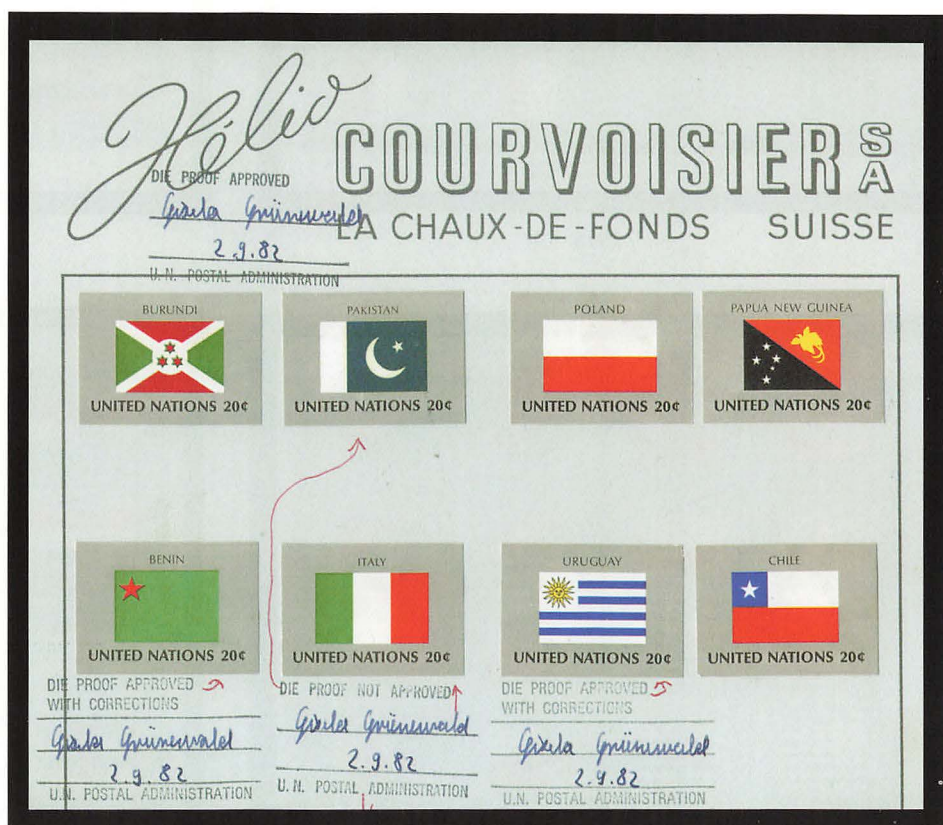 Hélio COURVOISIER SA
DIE PROOF APPROVED
Gisela Grünewald
LA CHAUX-DE-FONDS SUISSE
2.9.82
U.N. POSTAL ADMINISTRATION
BURUNDI PAKISTAN POLAND PAPUA NEW GUINEA
UNITED NATIONS 20¢ UNITED NATIONS 20¢ UNITED NATIONS 20¢ UNITED NATIONS 20¢
BENIN ITALY URUGUAY CHILE
UNITED NATIONS 20¢ UNITED NATIONS 20¢ UNITED NATIONS 20¢ UNITED NATIONS 20¢
DIE PROOF APPROVED
WITH CORRECTIONS
Gisela Grünewald
2.9.82
U.N. POSTAL ADMINISTRATION
DIE PROOF NOT APPROVED
Gisela Grünewald
2.9.82
U.N. POSTAL ADMINISTRATION
DIE PROOF APPROVED
WITH CORRECTIONS
Gisela Grünewald
2.9.82
U.N. POSTAL ADMINISTRATION